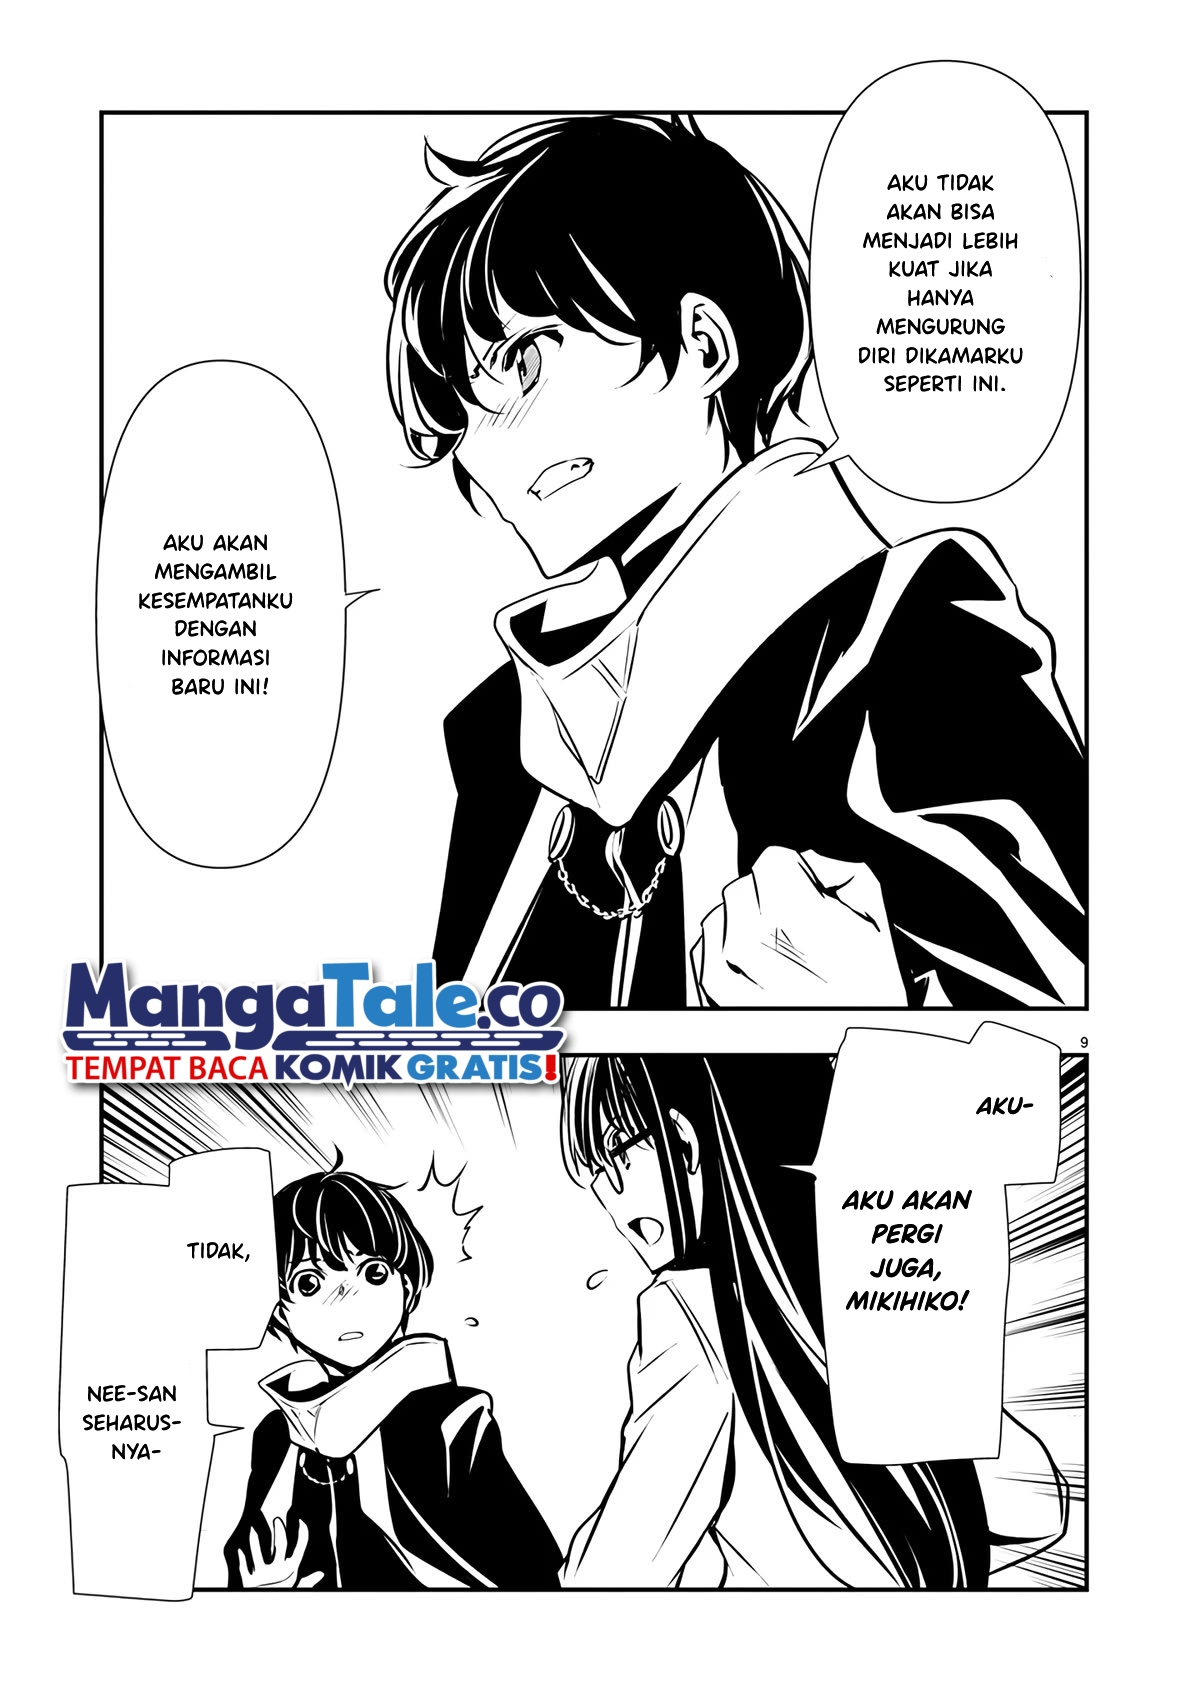 AKU TIDAK
AKAN BISA
MENJADI LEBIH
KUAT JIKA
HANYA
MENGURUNG
DIRI DIKAMARKU
SEPERTI INI.
AKU AKAN
MENGAMBIL
KESEMPATANKU
DENGAN
INFORMASI
BARU INI!
MangaTale.co
TEMPAT BACA KOMIK GRATIS!
9
AKU-
AKU AKAN
PERGI
JUGA,
MIKIHIKO!
TIDAK,
NEE-SAN
SEHARUS-
NYA-